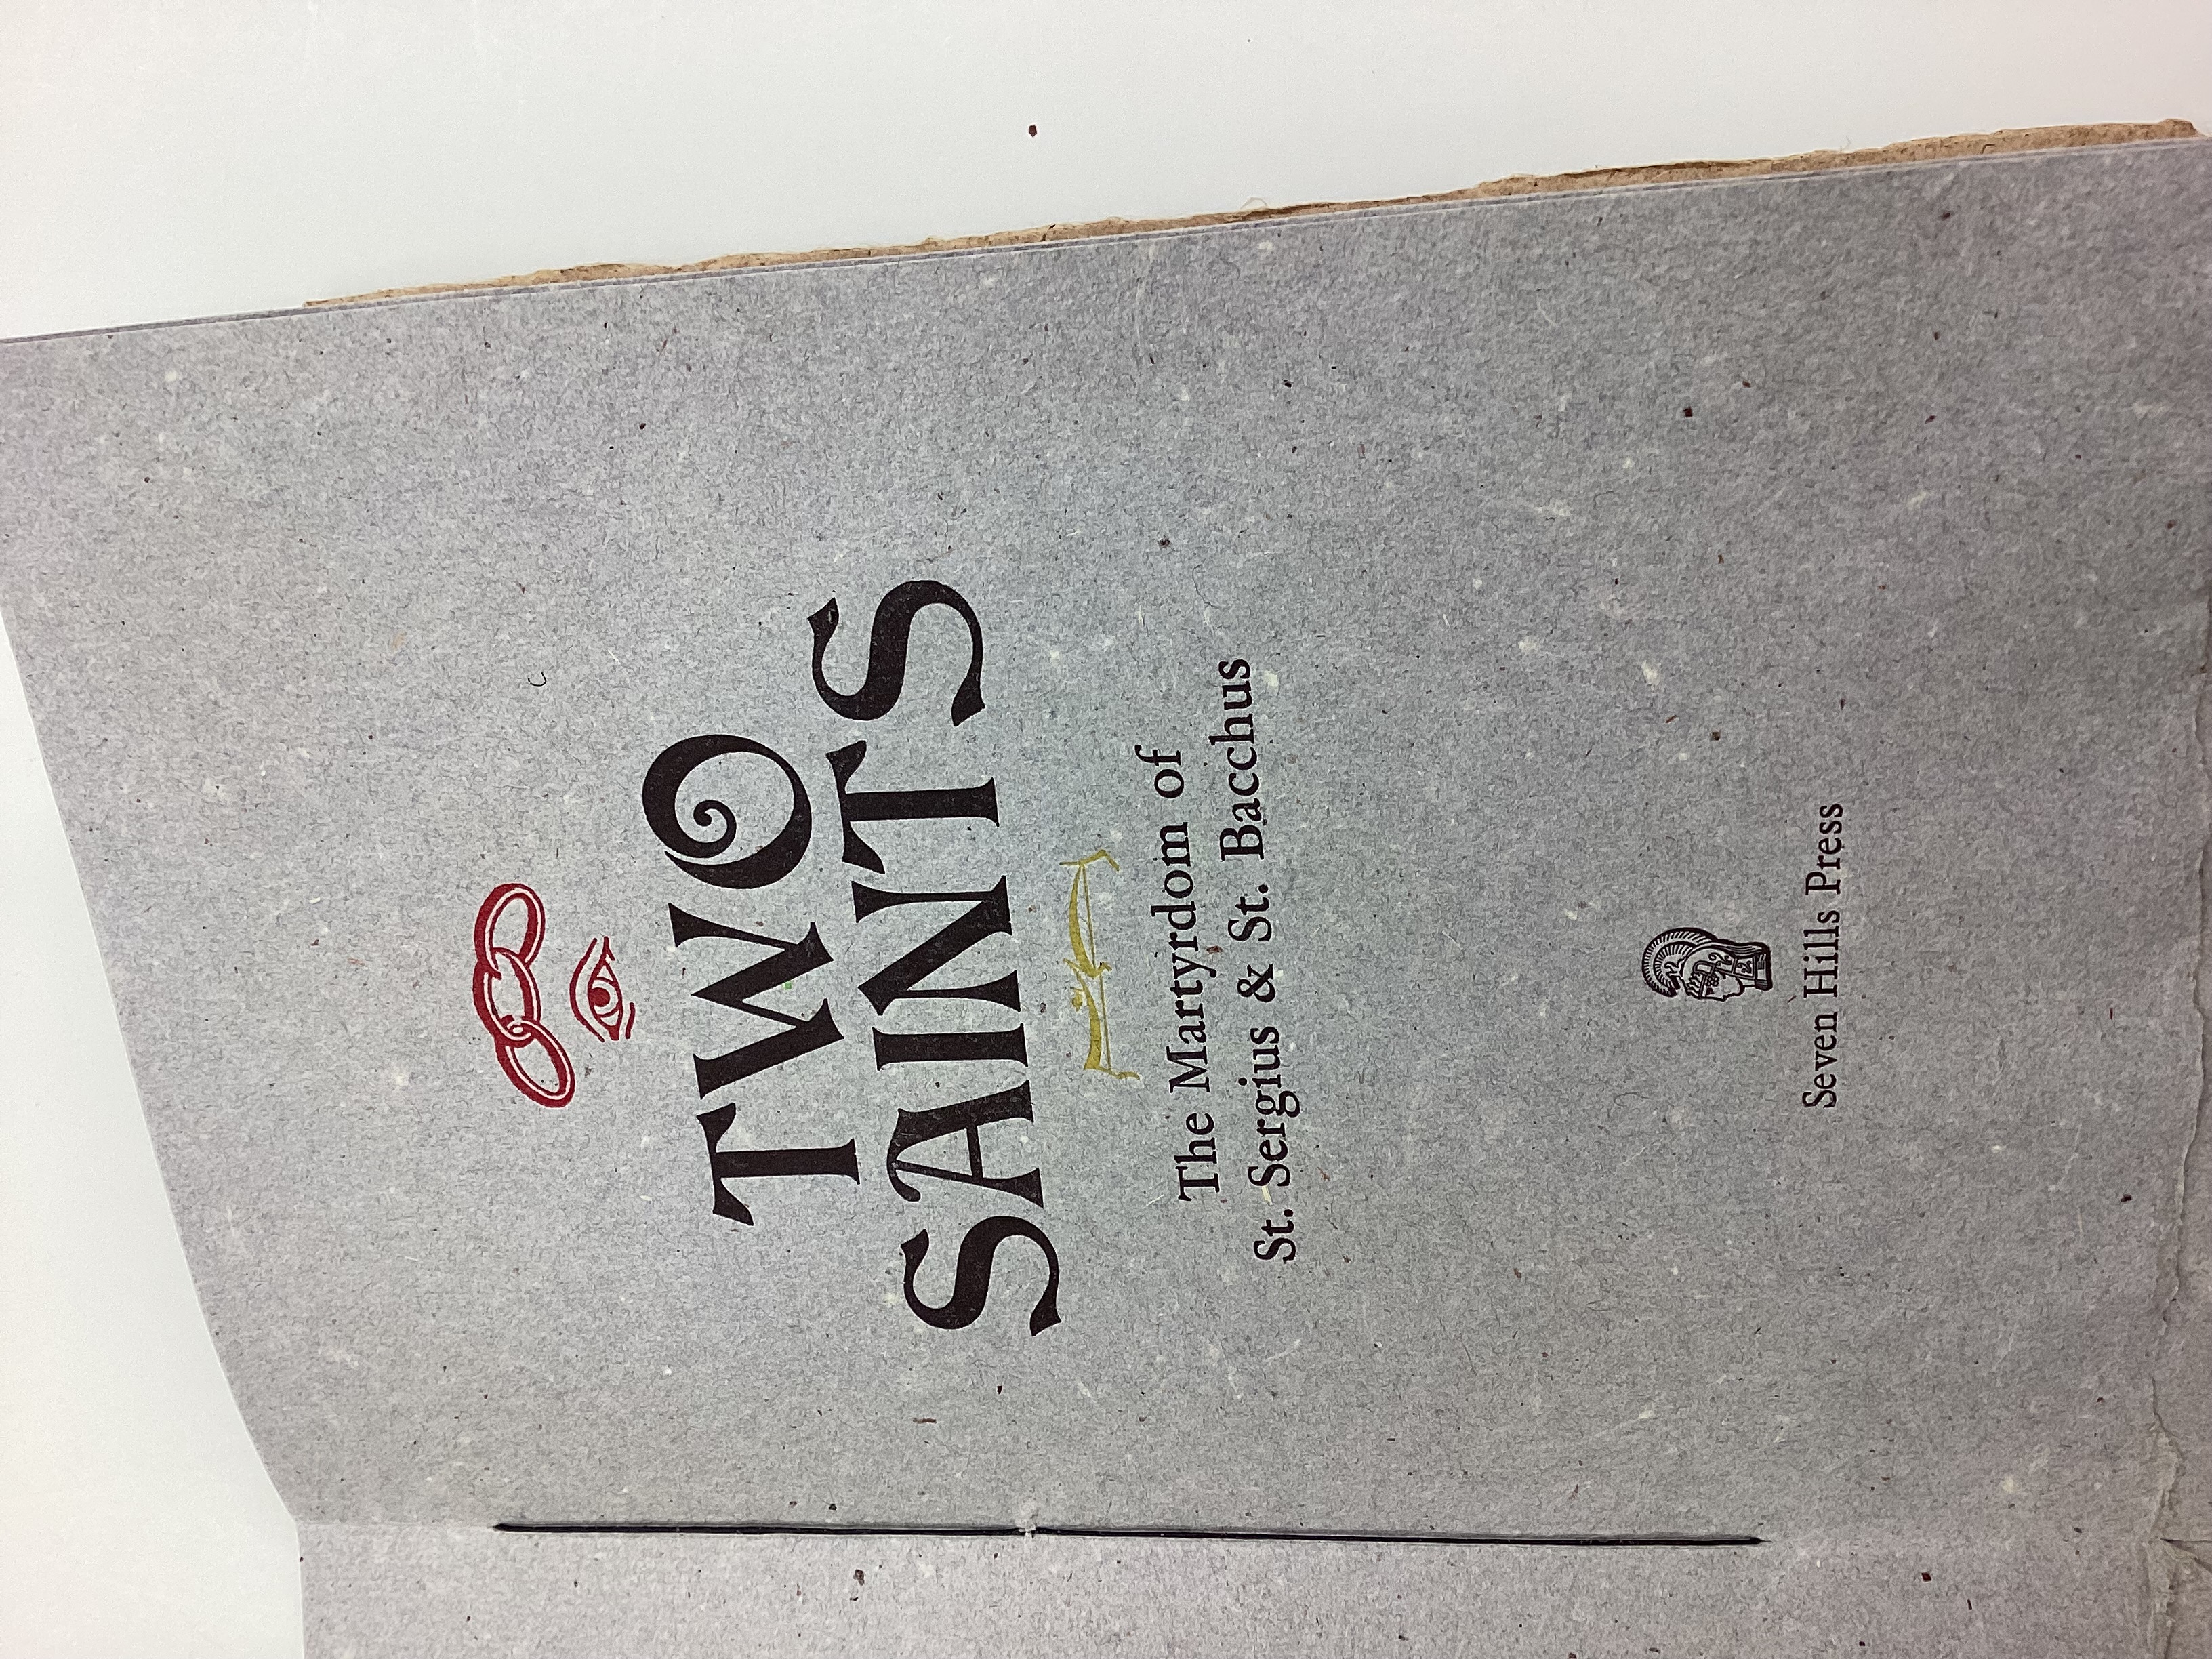 TWO
SAINTS
The Martyrdom of
St. Sergius & St. Bacchus
Seven Hills Press